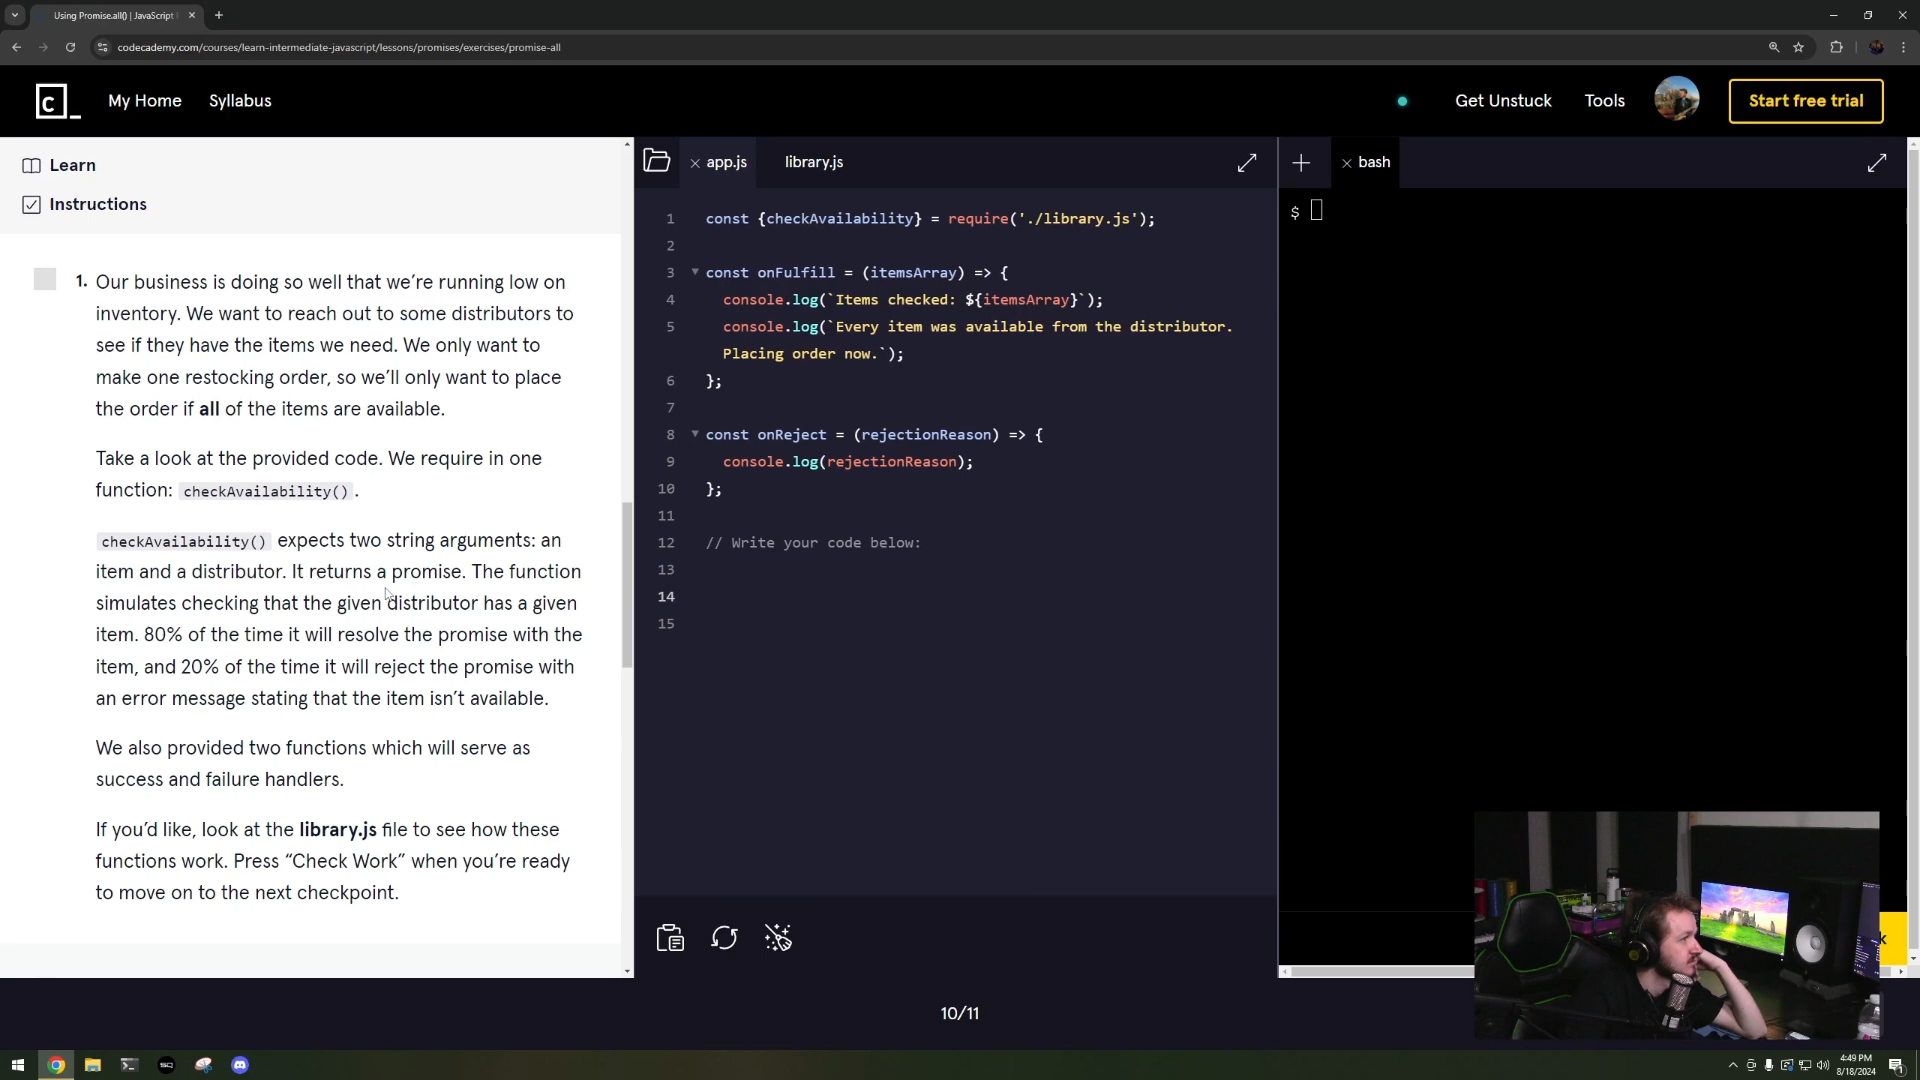 Using Promise.all() | JavaScript
codecademy.com/courses/learn-intermediate-javascript/lessons/promises/exercises/promise-all
My Home
Syllabus
Get Unstuck
Tools
Start free trial
Learn
Instructions
1. Our business is doing so well that we’re running low on
inventory. We want to reach out to some distributors to
see if they have the items we need. We only want to
make one restocking order, so we’ll only want to place
the order if all of the items are available.
Take a look at the provided code. We require in one
function: checkAvailability().
checkAvailability() expects two string arguments: an
item and a distributor. It returns a promise. The function
simulates checking that the given distributor has a given
item. 80% of the time it will resolve the promise with the
item, and 20% of the time it will reject the promise with
an error message stating that the item isn’t available.
We also provided two functions which will serve as
success and failure handlers.
If you’d like, look at the library.js file to see how these
functions work. Press “Check Work” when you’re ready
to move on to the next checkpoint.
app.js
library.js
1 const {checkAvailability} = require('./library.js');
2
3 const onFulfill = (itemsArray) => {
4 console.log(`Items checked: ${itemsArray}`);
5 console.log(`Every item was available from the distributor.
Placing order now.`);
6 };
7
8 const onReject = (rejectionReason) => {
9 console.log(rejectionReason);
10 };
11
12 // Write your code below:
13
14
15
bash
$
10/11
4:49 PM
8/18/2024